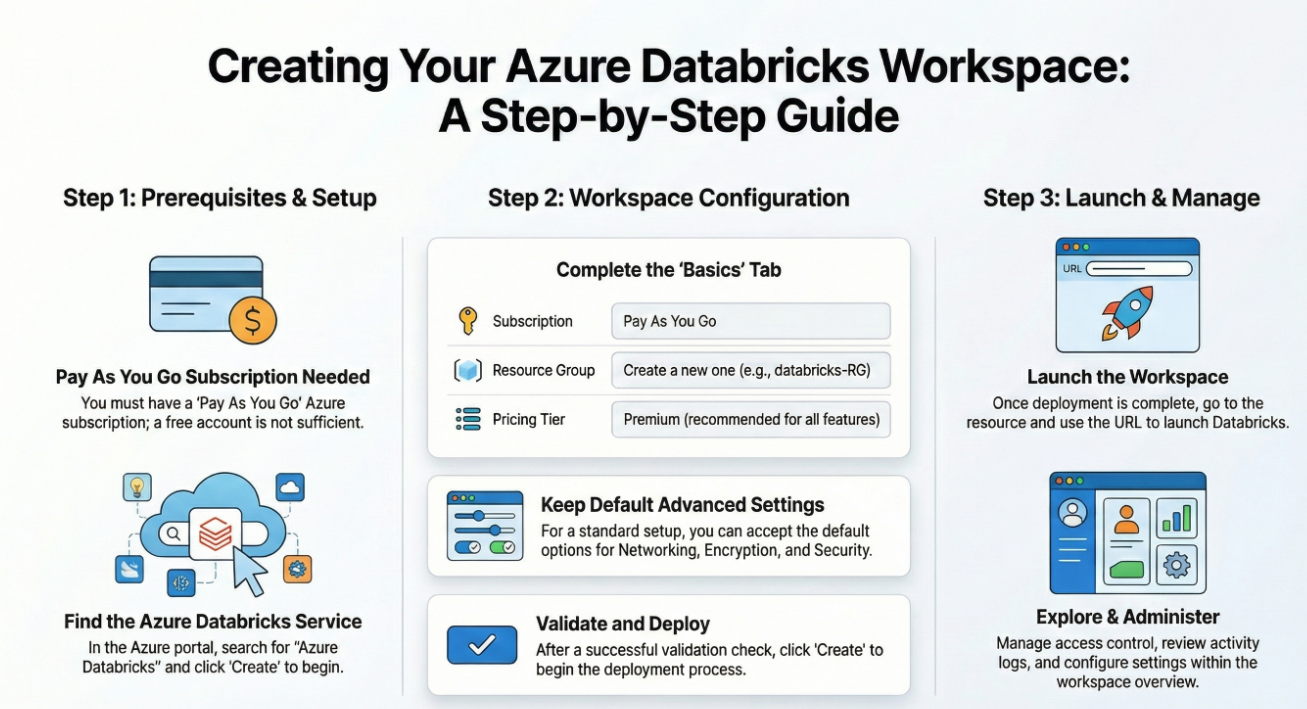 Creating Your Azure Databricks Workspace:
A Step-by-Step Guide
Step 1: Prerequisites & Setup
Pay As You Go Subscription Needed
You must have a ‘Pay As You Go’ Azure
subscription; a free account is not sufficient.
Find the Azure Databricks Service
In the Azure portal, search for “Azure
Databricks” and click 'Create’ to begin.
Step 2: Workspace Configuration
Complete the ‘Basics’ Tab
Subscription Pay As You Go
Resource Group Create a new one (e.g., databricks-RG)
Pricing Tier Premium (recommended for all features)
Keep Default Advanced Settings
For a standard setup, you can accept the default
options for Networking, Encryption, and Security.
Validate and Deploy
After a successful validation check, click 'Create' to
begin the deployment process.
Step 3: Launch & Manage
URL
Launch the Workspace
Once deployment is complete, go to the
resource and use the URL to launch Databricks.
Explore & Administer
Manage access control, review activity
logs, and configure settings within the
workspace overview.